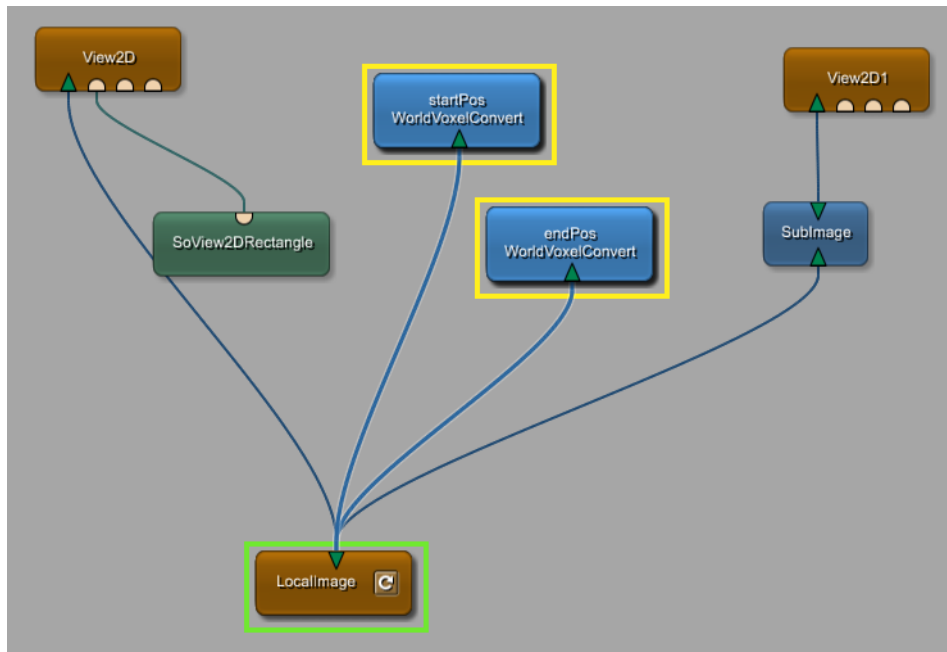 View2D
startPos
WorldVoxelConvert
View2D1
SoView2DRectangle
endPos
WorldVoxelConvert
SubImage
LocalImage